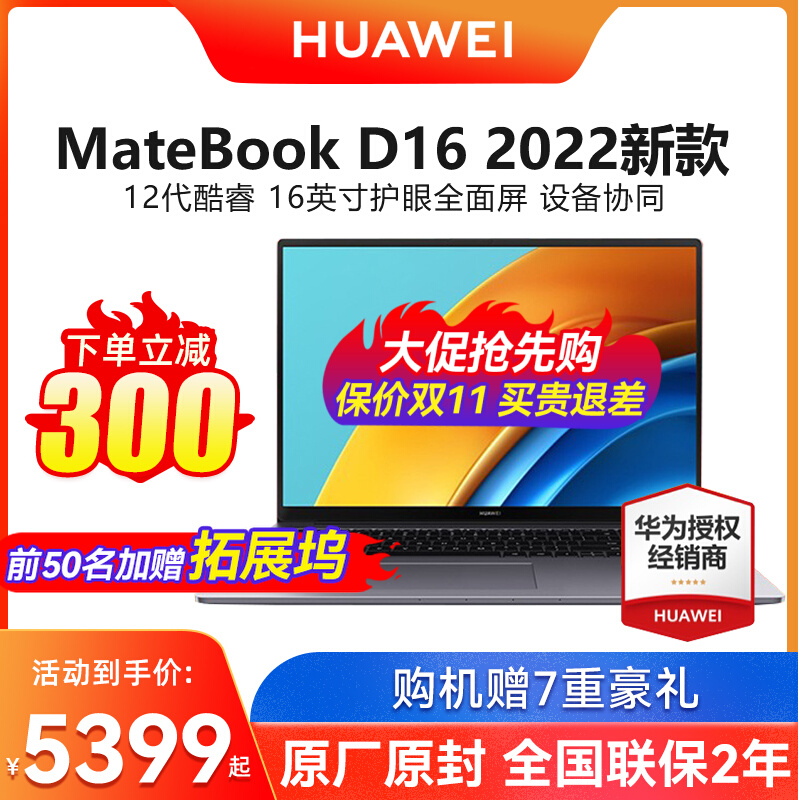 HUAWEI
MateBook D16 2022新款
12代酷睿 16英寸护眼全面屏 设备协同
下单立减
300
大促抢先购
保价双11 买贵退差
HUAWEI
前50名加赠拓展坞
华为授权
经销商
HUAWEI
活动到手价:
¥5399起
购机赠7重豪礼
原厂原封 全国联保2年